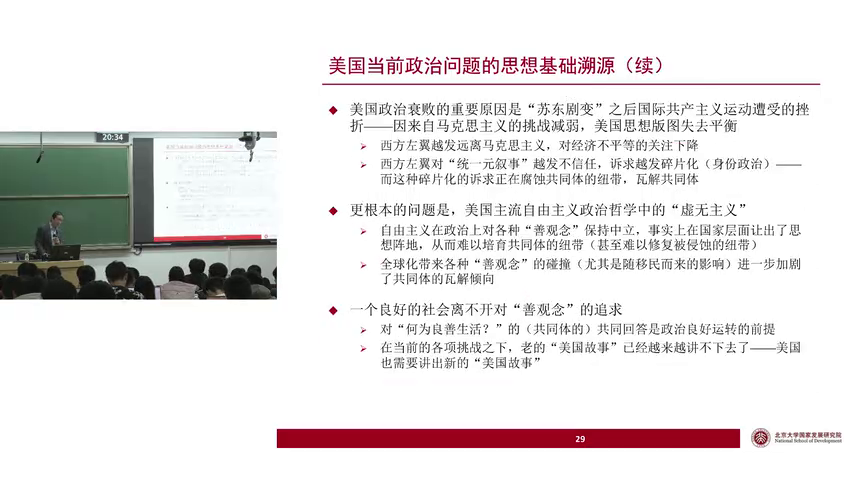 美国当前政治问题的思想基础溯源（续）
20:34
美国政治衰败的重要原因是“苏东剧变”之后国际共产主义运动遭受的挫
折——因来自马克思主义的挑战减弱，美国思想版图失去平衡
西方左翼越发远离马克思主义，对经济不平等的关注下降
西方左翼对“统一元叙事”越发不信任，诉求越发碎片化（身份政治）——
而这种碎片化的诉求正在腐蚀共同体的纽带，瓦解共同体
更根本的问题是，美国主流自由主义政治哲学中的“虚无主义”
自由主义在政治上对各种“善观念”保持中立，事实上在国家层面让出了思
想阵地，从而难以培育共同体的纽带（甚至难以修复被侵蚀的纽带）
全球化带来各种“善观念”的碰撞（尤其是随移民而来的影响）进一步加剧
了共同体的瓦解倾向
一个良好的社会离不开对“善观念”的追求
对“何为良善生活？”的（共同体的）共同回答是政治良好运转的前提
在当前的各项挑战之下，老的“美国故事”已经越来越讲不下去了——美国
也需要讲出新的“美国故事”
29
北京大学国家发展研究院
National School of Development